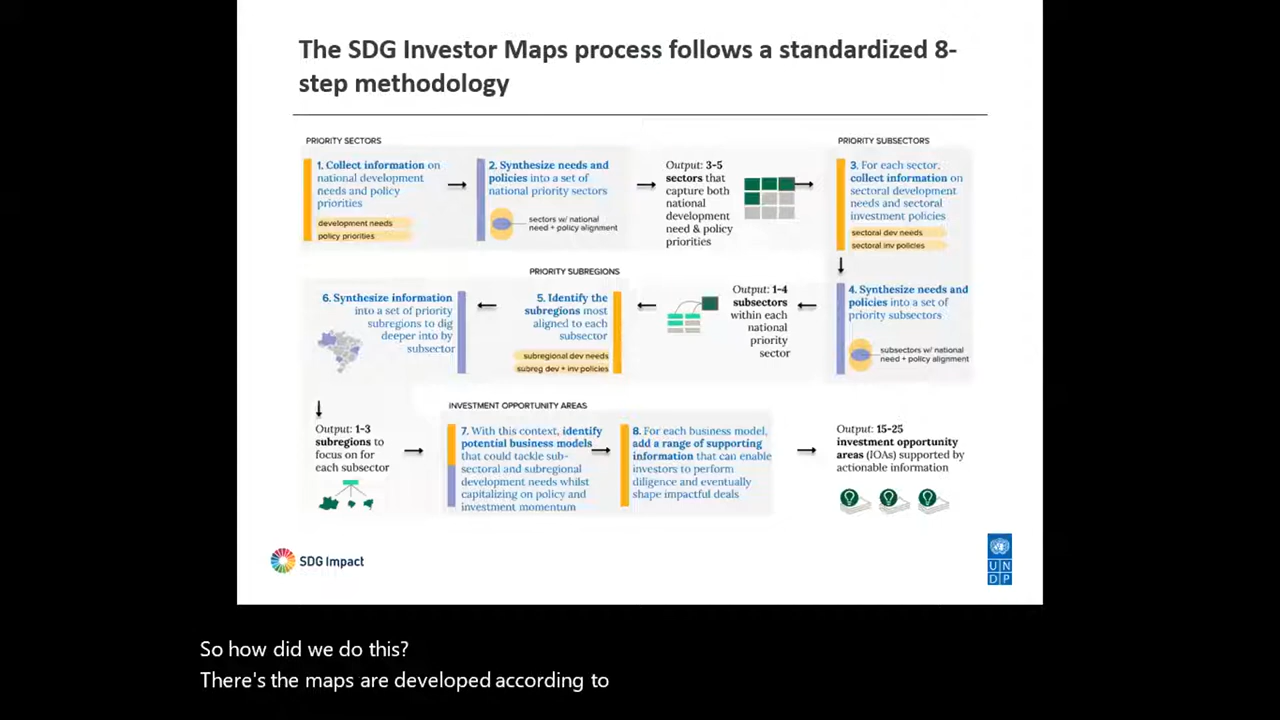 The SDG Investor Maps process follows a standardized 8-
step methodology
PRIORITY SECTORS
1. Collect information on
national development
needs and policy
priorities
development needs
policy priorities
2. Synthesize needs and
policies into a set of
national priority sectors
sectors w/ national
need + policy alignment
Output: 3-5
sectors that
capture both
national
development
need & policy
priorities
PRIORITY SUBSECTORS
3. For each sector,
collect information on
sectoral development
needs and sectoral
investment policies
sectoral dev needs
sectoral inv policies
4. Synthesize needs and
policies into a set of
priority subsectors
subsectors w/ national
need + policy alignment
Output: 1-4
subsectors
within each
national
priority
sector
PRIORITY SUBREGIONS
5. Identify the
subregions most
aligned to each
subsector
subregional dev needs
subreg dev + inv policies
6. Synthesize information
into a set of priority
subregions to dig
deeper into by
subsector
Output: 1-3
subregions to
focus on for
each subsector
INVESTMENT OPPORTUNITY AREAS
7. With this context, identify
potential business models
that could tackle sub-
sectoral and subregional
development needs whilst
capitalizing on policy and
investment momentum
8. For each business model,
add a range of supporting
information that can enable
investors to perform
diligence and eventually
shape impactful deals
Output: 15-25
investment opportunity
areas (IOAs) supported by
actionable information
SDG Impact
U N
D P
So how did we do this?
There's the maps are developed according to